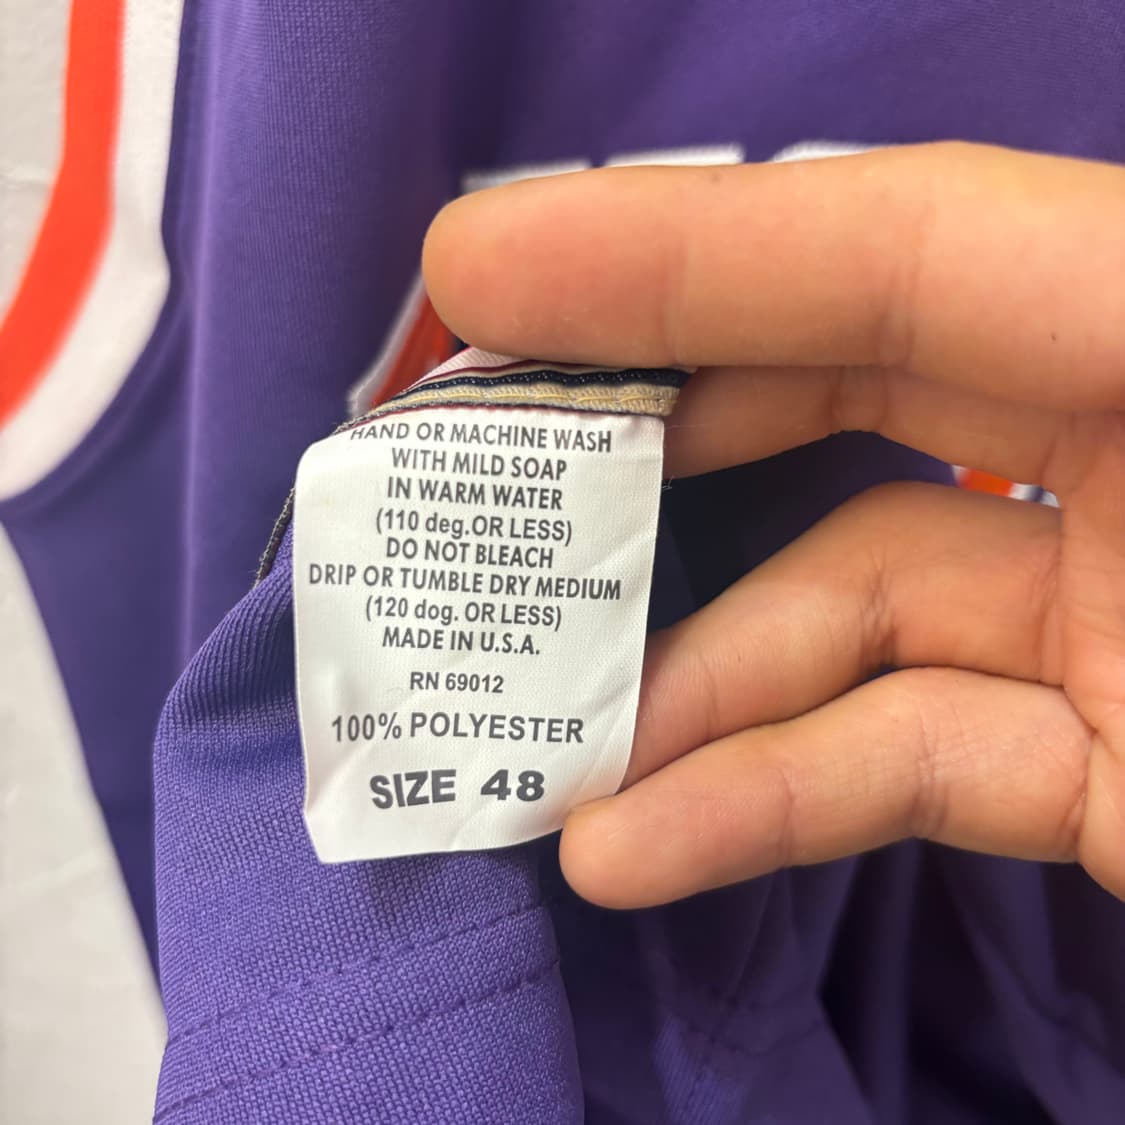 HAND OR MACHINE WASH
WITH MILD SOAP
IN WARM WATER
(110 deg.OR LESS)
DO NOT BLEACH
DRIP OR TUMBLE DRY MEDIUM
(120 dog. OR LESS)
MADE IN U.S.A.
RN 69012
100% POLYESTER
SIZE 48